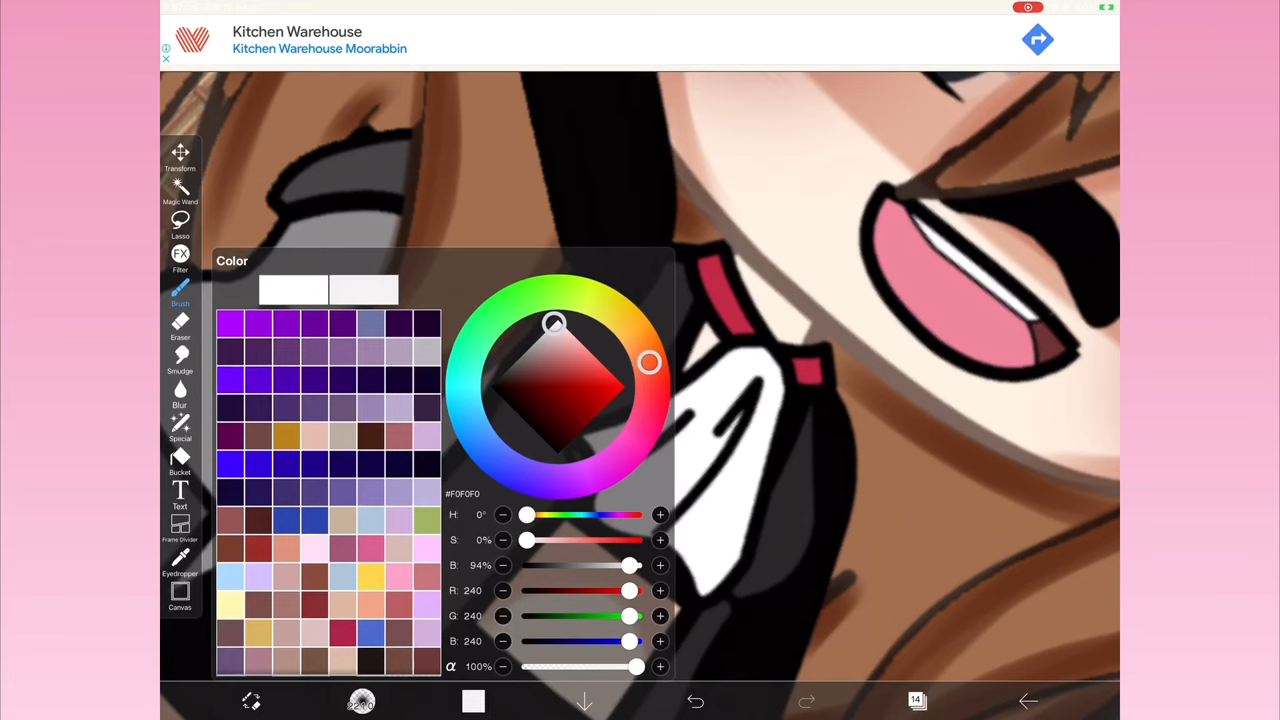 Kitchen Warehouse
Kitchen Warehouse Moorabbin
Transform
Magic Wand
Lasso
FX
Filter
Brush
Eraser
Smudge
Blur
Special
Bucket
T
Text
Frame Divider
Eyedropper
Canvas
Color
#F0F0F0
H: 0°
S: 0%
B: 94%
R: 240
G: 240
B: 240
α 100%
14